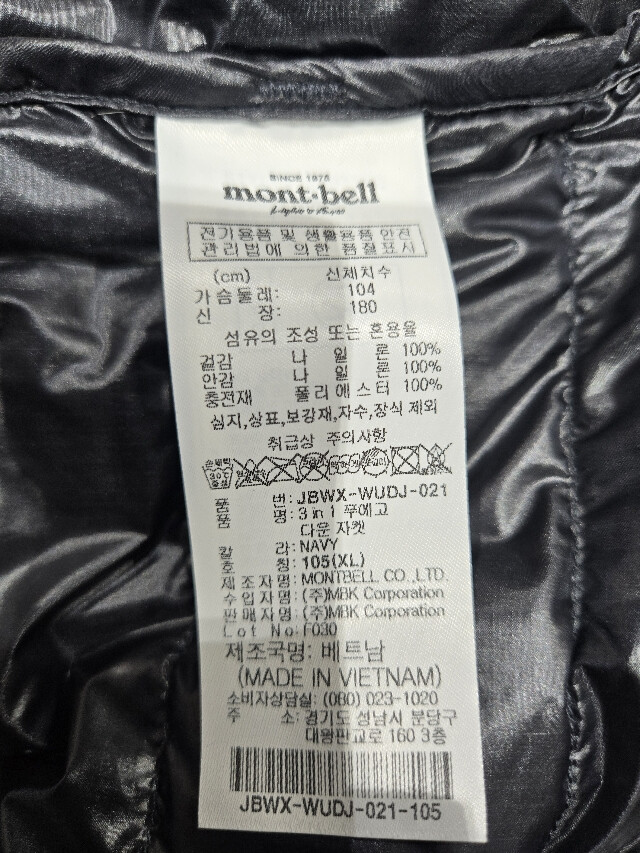 SINCE 1975
mont·bell
전기용품 및 생활용품 안전
관리법에 의한 품질표시
(cm) 신체치수
가슴둘레: 104
신 장: 180
섬유의 조성 또는 혼용율
겉감 나 일 론 100%
안감 나 일 론 100%
충전재 폴 리 에 스 터 100%
심지,상표,보강재,자수,장식 제외
취급상 주의사항
30℃
품 번: JBWX-WUDJ-021
품 명: 3 in 1 푸에고
다운 자켓
칼 라: NAVY
호 칭: 105(XL)
제 조 자 명: MONTBELL CO.,LTD.
수 입 자 명: (주)MBK Corporation
판 매 자 명: (주)MBK Corporation
Lot No: F030
제조국명: 베트남
(MADE IN VIETNAM)
소비자상담실: (080) 023-1020
주 소: 경기도 성남시 분당구
대왕판교로 160 3층
JBWX-WUDJ-021-105